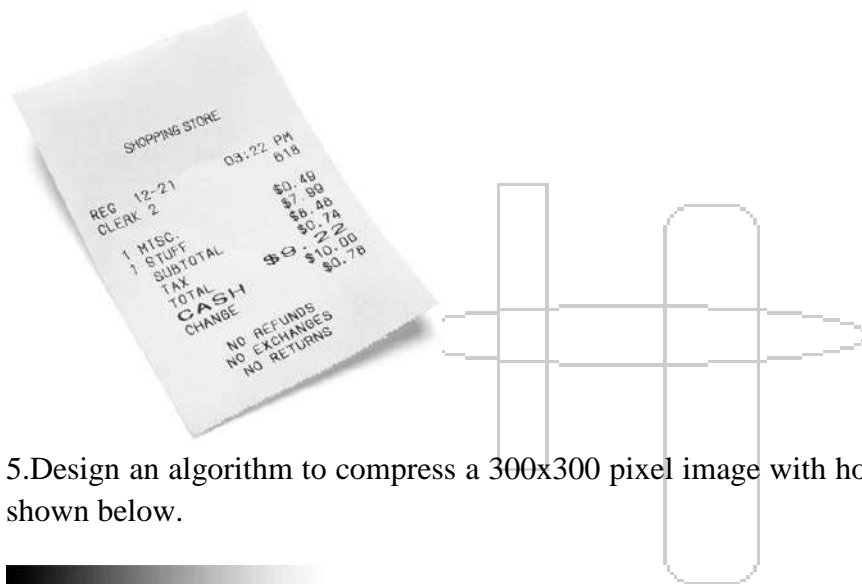 SHOPPING STORE
03:22 PM
REG 12-21 618
CLERK 2
$0.49
1 MISC. $7.99
1 STUFF $8.48
SUBTOTAL $0.74
TAX $9.22
TOTAL $10.00
CASH $0.78
CHANGE
NO REFUNDS
NO EXCHANGES
NO RETURNS
5.Design an algorithm to compress a 300x300 pixel image with ho
shown below.